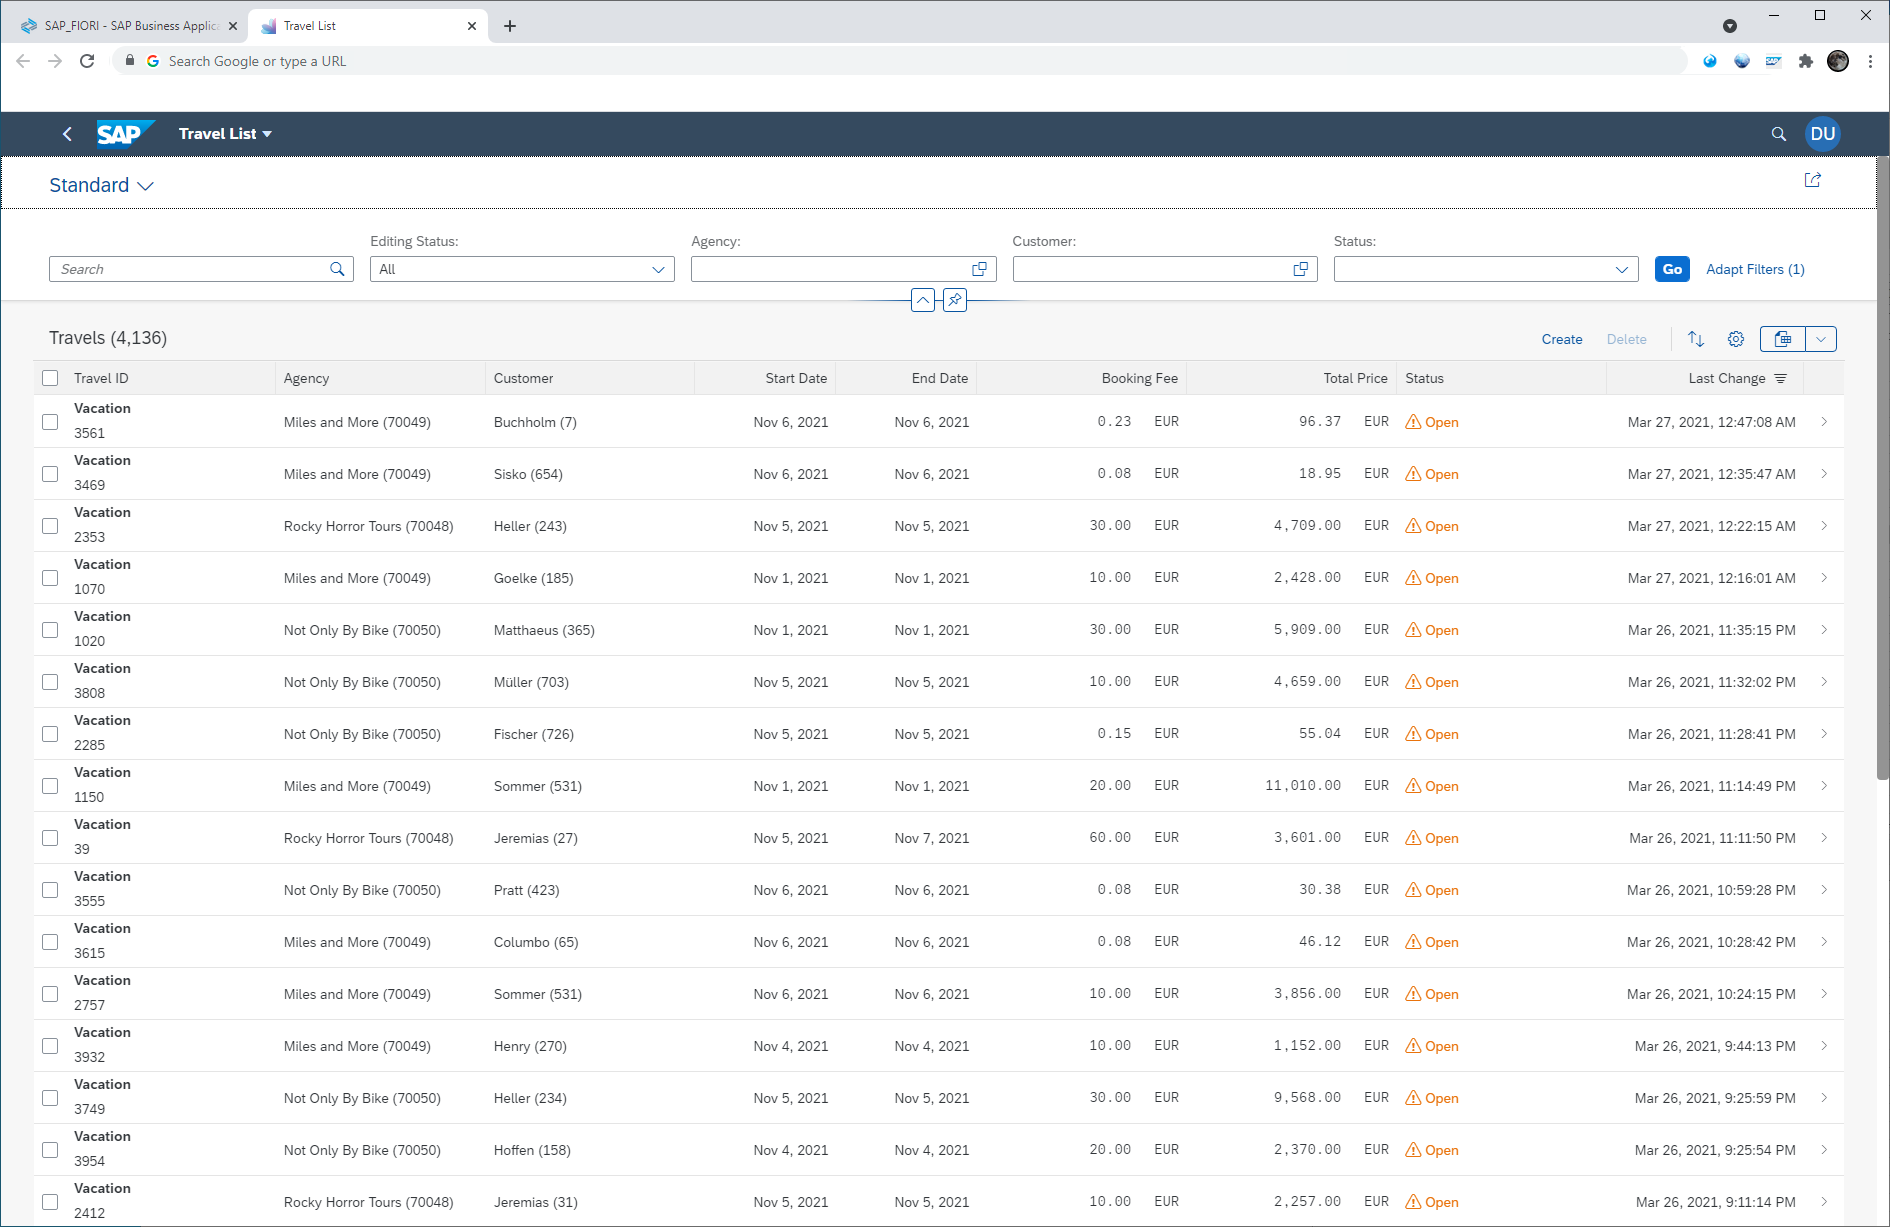 SAP_FIORI - SAP Business Applic
Travel List
Search Google or type a URL
SAP Travel List DU
Standard
Editing Status: Agency: Customer: Status:
Search All Go Adapt Filters (1)
Travels (4,136) Create Delete
Travel ID Agency Customer Start Date End Date Booking Fee Total Price Status Last Change
Vacation
3561 Miles and More (70049) Buchholm (7) Nov 6, 2021 Nov 6, 2021 0.23 EUR 96.37 EUR Open Mar 27, 2021, 12:47:08 AM
Vacation
3469 Miles and More (70049) Sisko (654) Nov 6, 2021 Nov 6, 2021 0.08 EUR 18.95 EUR Open Mar 27, 2021, 12:35:47 AM
Vacation
2353 Rocky Horror Tours (70048) Heller (243) Nov 5, 2021 Nov 5, 2021 30.00 EUR 4,709.00 EUR Open Mar 27, 2021, 12:22:15 AM
Vacation
1070 Miles and More (70049) Goelke (185) Nov 1, 2021 Nov 1, 2021 10.00 EUR 2,428.00 EUR Open Mar 27, 2021, 12:16:01 AM
Vacation
1020 Not Only By Bike (70050) Matthaeus (365) Nov 1, 2021 Nov 1, 2021 30.00 EUR 5,909.00 EUR Open Mar 26, 2021, 11:35:15 PM
Vacation
3808 Not Only By Bike (70050) Müller (703) Nov 5, 2021 Nov 5, 2021 10.00 EUR 4,659.00 EUR Open Mar 26, 2021, 11:32:02 PM
Vacation
2285 Not Only By Bike (70050) Fischer (726) Nov 5, 2021 Nov 5, 2021 0.15 EUR 55.04 EUR Open Mar 26, 2021, 11:28:41 PM
Vacation
1150 Miles and More (70049) Sommer (531) Nov 1, 2021 Nov 1, 2021 20.00 EUR 11,010.00 EUR Open Mar 26, 2021, 11:14:49 PM
Vacation
39 Rocky Horror Tours (70048) Jeremias (27) Nov 5, 2021 Nov 7, 2021 60.00 EUR 3,601.00 EUR Open Mar 26, 2021, 11:11:50 PM
Vacation
3555 Not Only By Bike (70050) Pratt (423) Nov 6, 2021 Nov 6, 2021 0.08 EUR 30.38 EUR Open Mar 26, 2021, 10:59:28 PM
Vacation
3615 Miles and More (70049) Columbo (65) Nov 6, 2021 Nov 6, 2021 0.08 EUR 46.12 EUR Open Mar 26, 2021, 10:28:42 PM
Vacation
2757 Miles and More (70049) Sommer (531) Nov 6, 2021 Nov 6, 2021 10.00 EUR 3,856.00 EUR Open Mar 26, 2021, 10:24:15 PM
Vacation
3932 Miles and More (70049) Henry (270) Nov 4, 2021 Nov 4, 2021 10.00 EUR 1,152.00 EUR Open Mar 26, 2021, 9:44:13 PM
Vacation
3749 Not Only By Bike (70050) Heller (234) Nov 5, 2021 Nov 5, 2021 30.00 EUR 9,568.00 EUR Open Mar 26, 2021, 9:25:59 PM
Vacation
3954 Not Only By Bike (70050) Hoffen (158) Nov 4, 2021 Nov 4, 2021 20.00 EUR 2,370.00 EUR Open Mar 26, 2021, 9:25:54 PM
Vacation
2412 Rocky Horror Tours (70048) Jeremias (31) Nov 5, 2021 Nov 5, 2021 10.00 EUR 2,257.00 EUR Open Mar 26, 2021, 9:11:14 PM